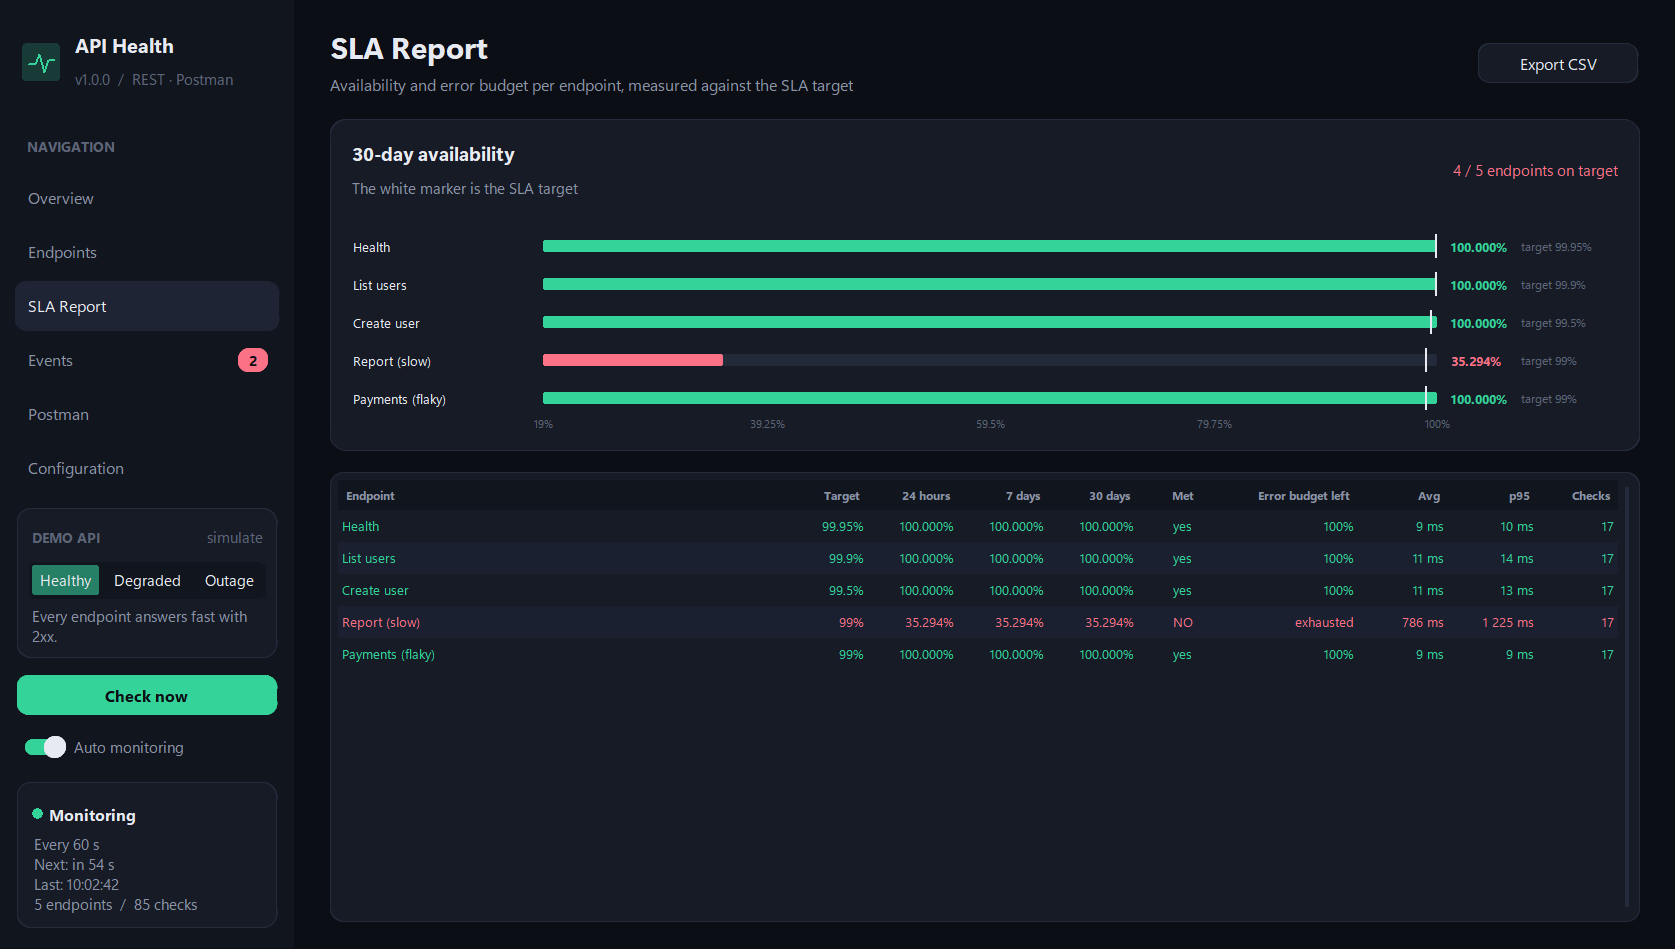 API Health
v1.0.0 / REST · Postman
NAVIGATION
Overview
Endpoints
SLA Report
Events 2
Postman
Configuration
DEMO API simulate
Healthy Degraded Outage
Every endpoint answers fast with
2xx.
Check now
Auto monitoring
Monitoring
Every 60 s
Next: in 54 s
Last: 10:02:42
5 endpoints / 85 checks
SLA Report
Availability and error budget per endpoint, measured against the SLA target
Export CSV
30-day availability
The white marker is the SLA target
4 / 5 endpoints on target
Health 100.000% target 99.95%
List users 100.000% target 99.9%
Create user 100.000% target 99.5%
Report (slow) 35.294% target 99%
Payments (flaky) 100.000% target 99%
19% 39.25% 59.5% 79.75% 100%
Endpoint Target 24 hours 7 days 30 days Met Error budget left Avg p95 Checks
Health 99.95% 100.000% 100.000% 100.000% yes 100% 9 ms 10 ms 17
List users 99.9% 100.000% 100.000% 100.000% yes 100% 11 ms 14 ms 17
Create user 99.5% 100.000% 100.000% 100.000% yes 100% 11 ms 13 ms 17
Report (slow) 99% 35.294% 35.294% 35.294% NO exhausted 786 ms 1 225 ms 17
Payments (flaky) 99% 100.000% 100.000% 100.000% yes 100% 9 ms 9 ms 17